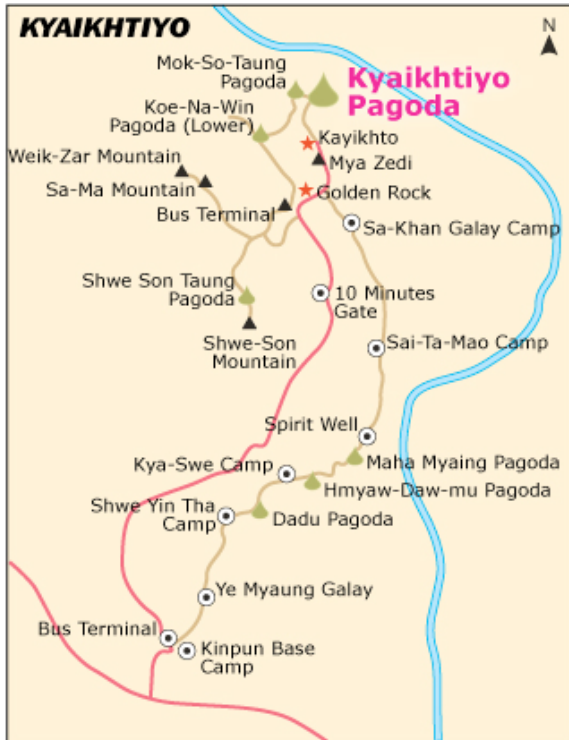 KYAIKHTIYO
N
Mok-So-Taung
Pagoda
Kyaikhtiyo
Pagoda
Koe-Na-Win
Pagoda (Lower)
Kayikhto
Weik-Zar Mountain
Mya Zedi
Sa-Ma Mountain
Golden Rock
Bus Terminal
Sa-Khan Galay Camp
Shwe Son Taung
Pagoda
10 Minutes
Gate
Shwe-Son
Mountain
Sai-Ta-Mao Camp
Spirit Well
Kya-Swe Camp
Maha Myaing Pagoda
Hmyaw-Daw-mu Pagoda
Shwe Yin Tha
Camp
Dadu Pagoda
Ye Myaung Galay
Bus Terminal
Kinpun Base
Camp